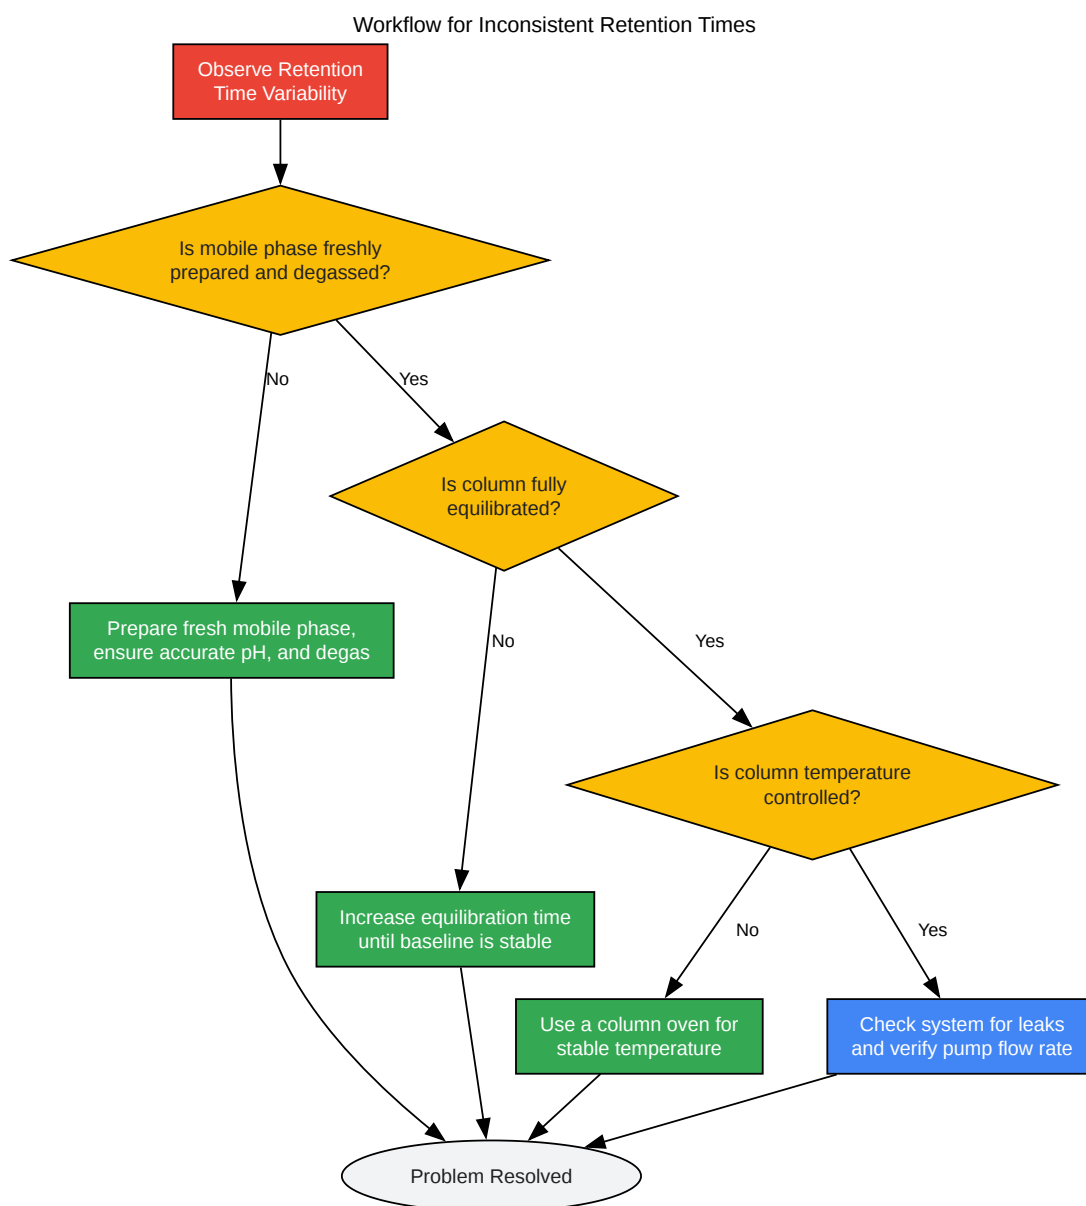 Workflow for Inconsistent Retention Times
Observe Retention
Time Variability
Is mobile phase freshly
prepared and degassed?
No
Yes
Is column fully
equilibrated?
Prepare fresh mobile phase,
ensure accurate pH, and degas
No
Yes
Is column temperature
controlled?
Increase equilibration time
until baseline is stable
No
Yes
Use a column oven for
stable temperature
Check system for leaks
and verify pump flow rate
Problem Resolved